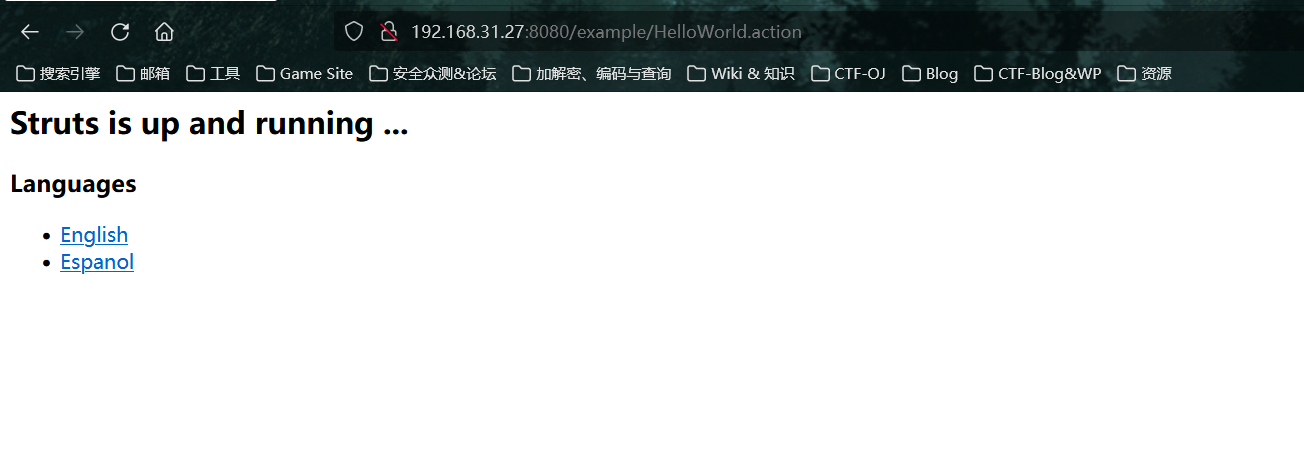 192.168.31.27:8080/example/HelloWorld.action
搜索引擎 邮箱 工具 Game Site 安全众测&论坛 加解密、编码与查询 Wiki & 知识 CTF-OJ Blog CTF-Blog&WP 资源
Struts is up and running ...
Languages
English
Espanol